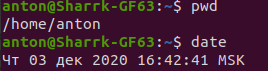 anton@Sharrk-GF63:~$ pwd
/home/anton
anton@Sharrk-GF63:~$ date
Чт 03 дек 2020 16:42:41 MSK